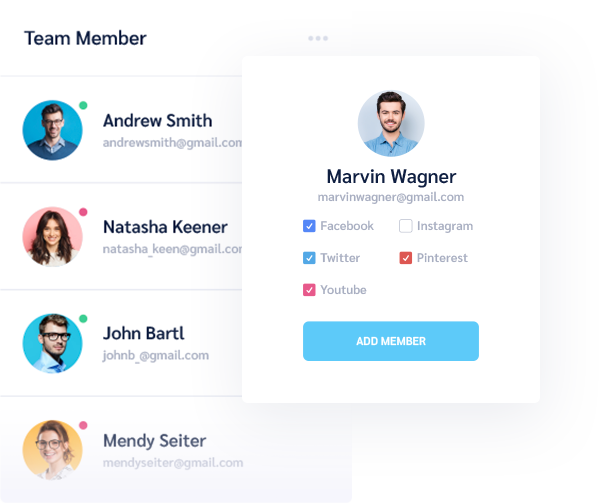 Team Member
Andrew Smith
andrewsmith@gmail.com
Natasha Keener
natasha_keen@gmail.cor
John Bartl
johnb_@gmail.com
Mendy Seiter
mendyseiter@gmail.com
Marvin Wagner
marvinwagner@gmail.com
Facebook
Instagram
Twitter
Pinterest
Youtube
ADD MEMBER